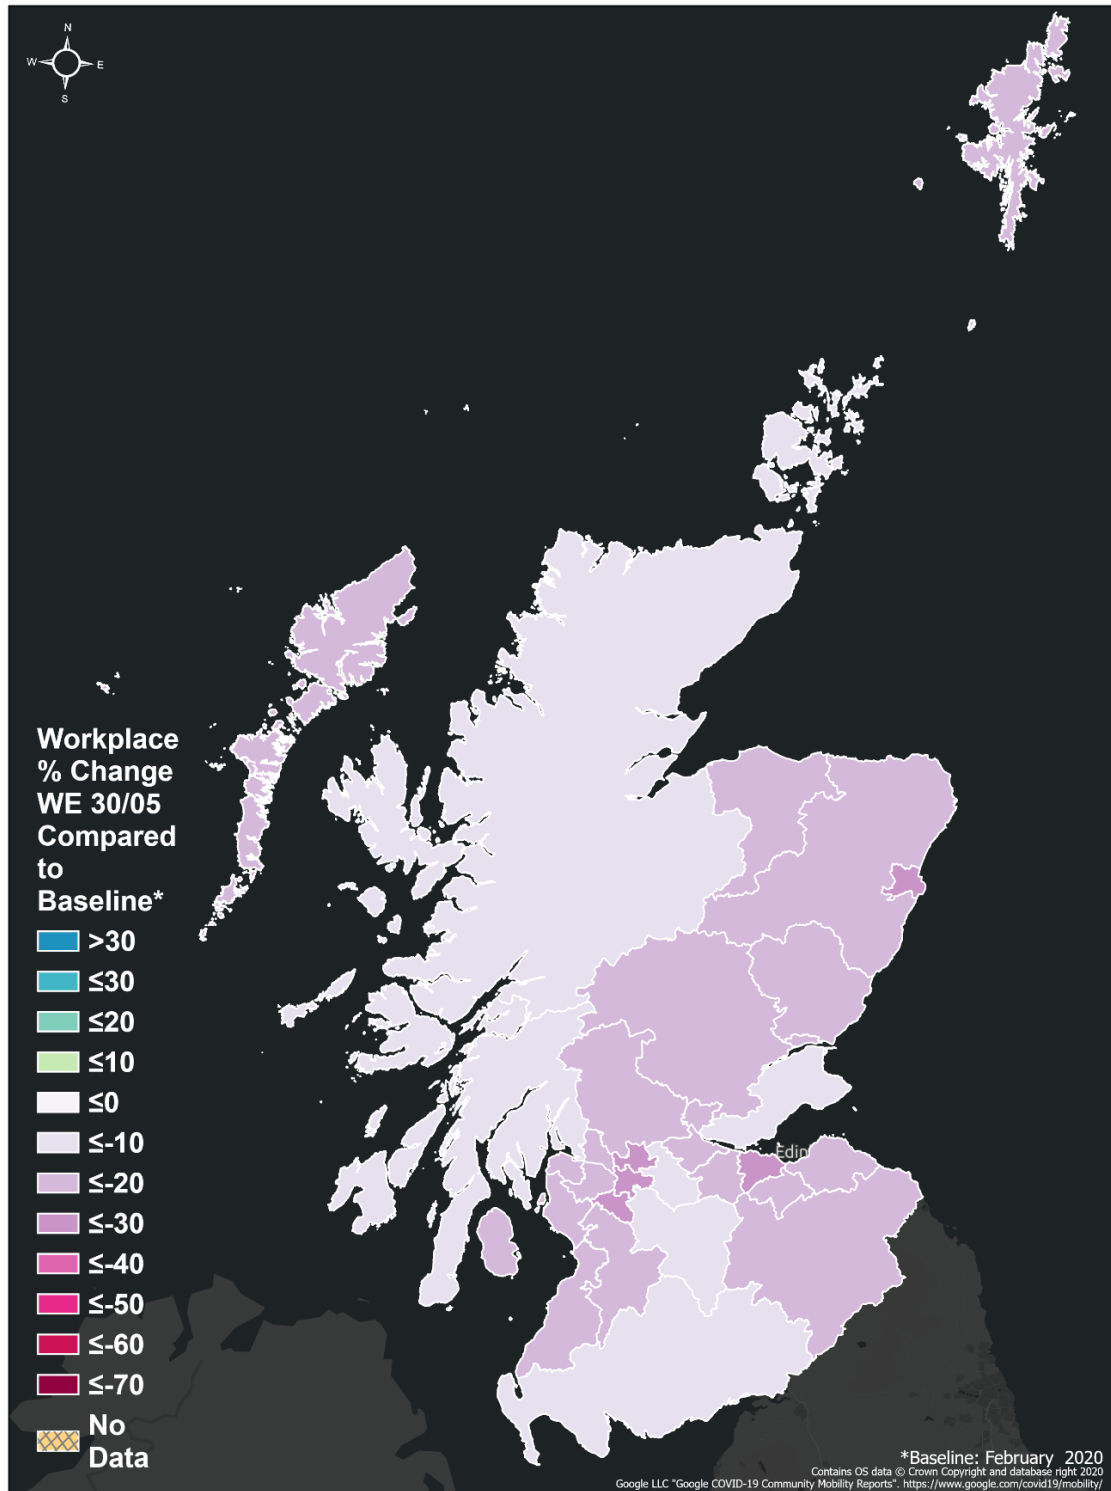 N
W E
S
Workplace
% Change
WE 30/05
Compared
to
Baseline*
>30
≤30
≤20
≤10
≤0
≤-10
≤-20
≤-30
≤-40
≤-50
≤-60
≤-70
No
Data
Edin
*Baseline: February 2020
Contains OS data © Crown Copyright and database right 2020
Google LLC "Google COVID-19 Community Mobility Reports". https://www.google.com/covid19/mobility/